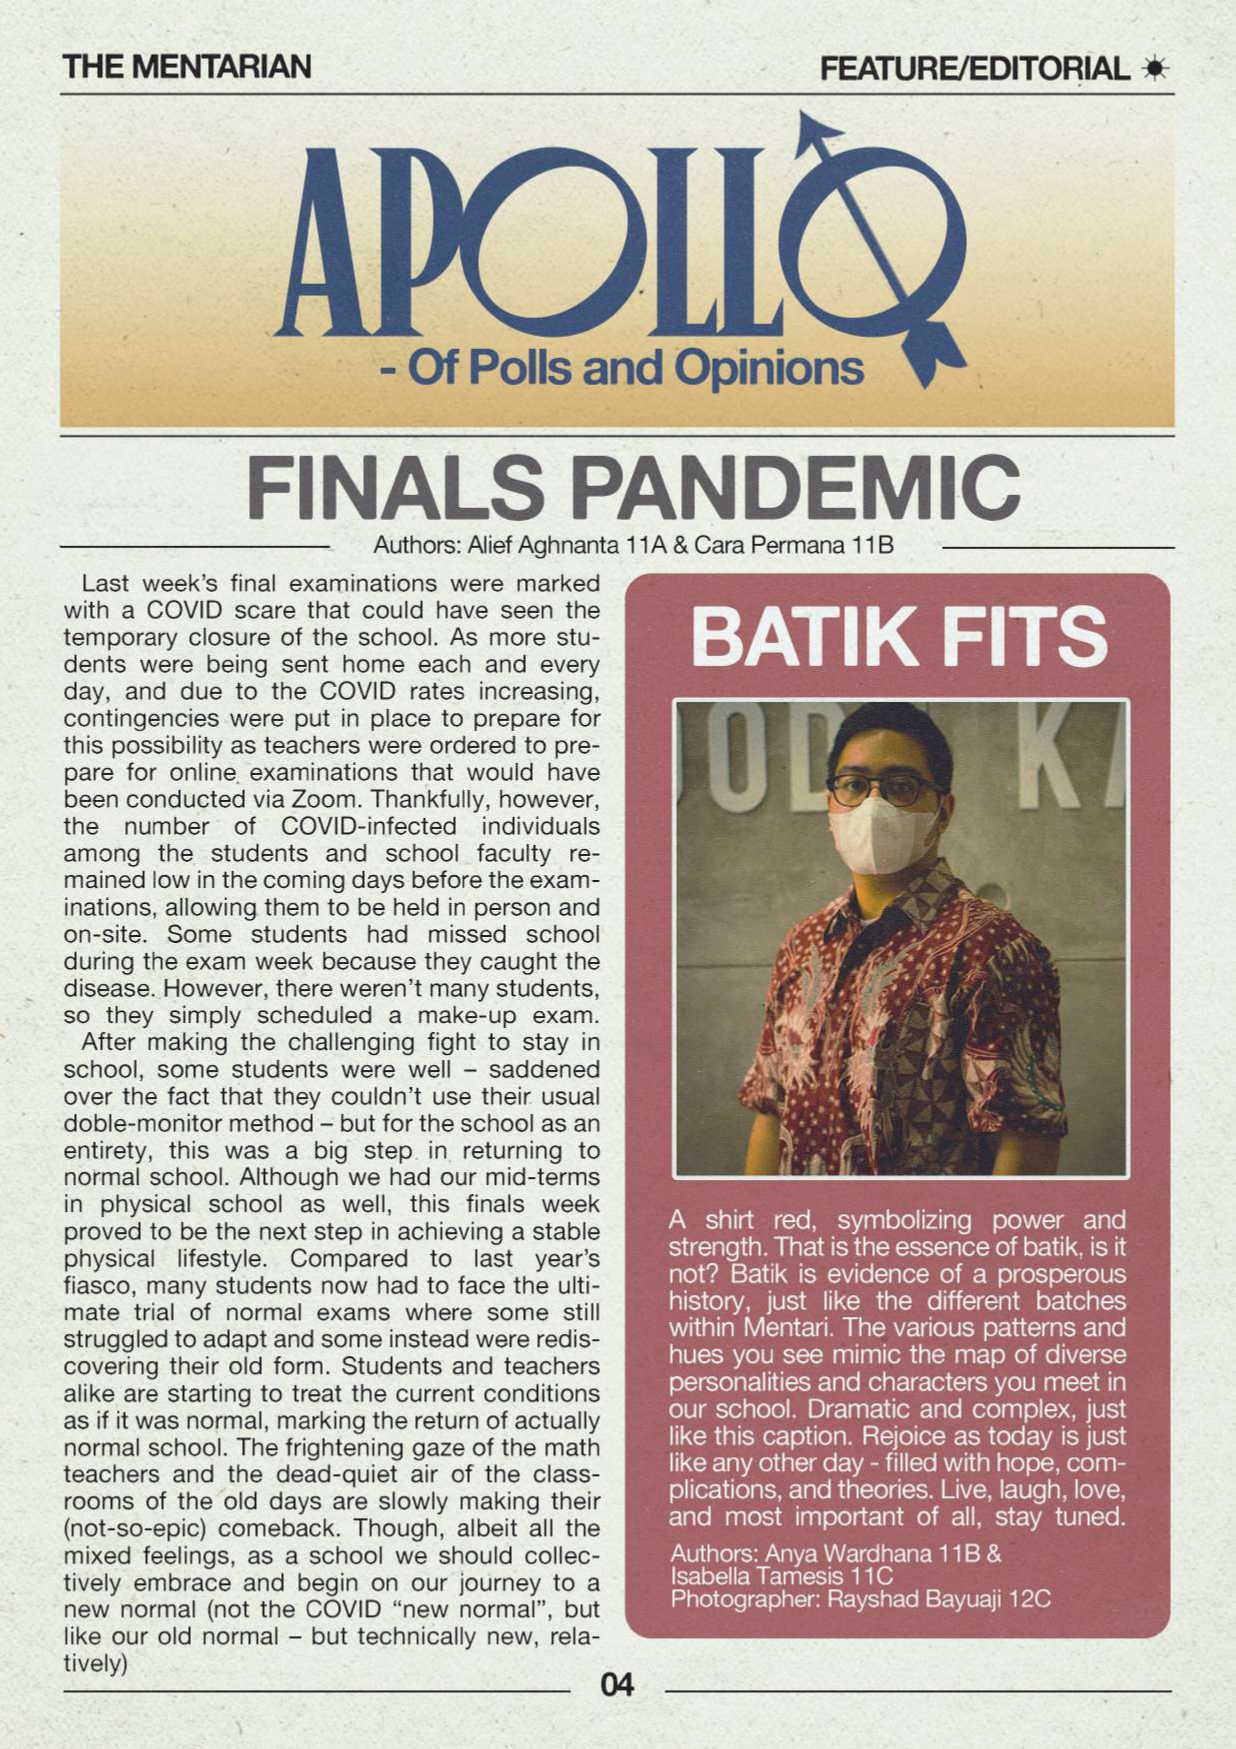 THE MENTARIAN
FEATURE/EDITORIAL
APOLLO
- Of Polls and Opinions
FINALS PANDEMIC
Authors: Alief Aghnanta 11A & Cara Permana 11B
Last week's final examinations were marked
with a COVID scare that could have seen the
temporary closure of the school. As more stu-
dents were being sent home each and every
day, and due to the COVID rates increasing,
contingencies were put in place to prepare for
this possibility as teachers were ordered to pre-
pare for online examinations that would have
been conducted via Zoom. Thankfully, however,
the number of COVID-infected individuals
among the students and school faculty re-
mained low in the coming days before the exam-
inations, allowing them to be held in person and
on-site. Some students had missed school
during the exam week because they caught the
disease. However, there weren't many students,
so they simply scheduled a make-up exam.
After making the challenging fight to stay in
school, some students were well – saddened
over the fact that they couldn't use their usual
doble-monitor method – but for the school as an
entirety, this was a big step in returning to
normal school. Although we had our mid-terms
in physical school as well, this finals week
proved to be the next step in achieving a stable
physical lifestyle. Compared to last year's
fiasco, many students now had to face the ulti-
mate trial of normal exams where some still
struggled to adapt and some instead were redis-
covering their old form. Students and teachers
alike are starting to treat the current conditions
as if it was normal, marking the return of actually
normal school. The frightening gaze of the math
teachers and the dead-quiet air of the class-
rooms of the old days are slowly making their
(not-so-epic) comeback. Though, albeit all the
mixed feelings, as a school we should collec-
tively embrace and begin on our journey to a
new normal (not the COVID “new normal”, but
like our old normal – but technically new, rela-
tively)
BATIK FITS
OOD KA
A shirt red, symbolizing power and
strength. That is the essence of batik, is it
not? Batik is evidence of a prosperous
history, just like the different batches
within Mentari. The various patterns and
hues you see mimic the map of diverse
personalities and characters you meet in
our school. Dramatic and complex, just
like this caption. Rejoice as today is just
like any other day - filled with hope, com-
plications, and theories. Live, laugh, love,
and most important of all, stay tuned.
Authors: Anya Wardhana 11B &
Isabella Tamesis 11C
Photographer: Rayshad Bayuaji 12C
04